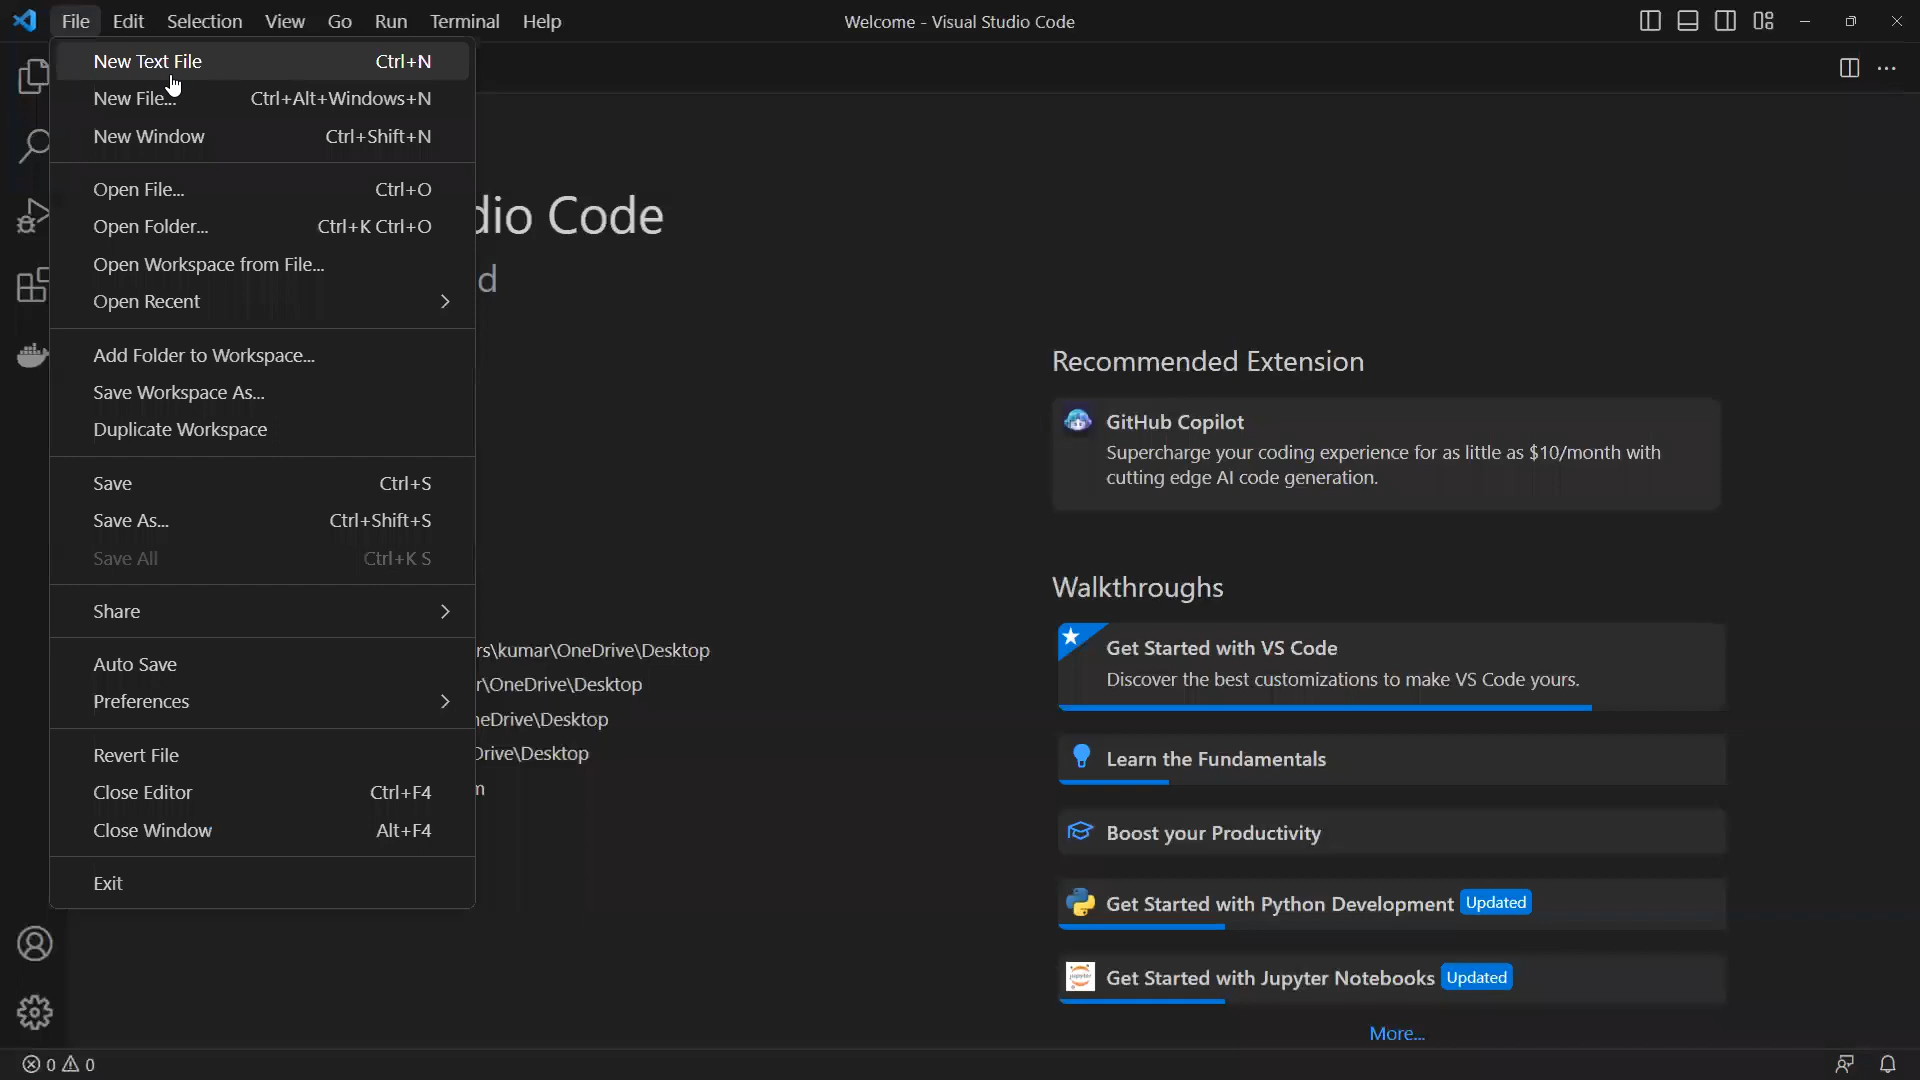 File Edit Selection View Go Run Terminal Help Welcome - Visual Studio Code
New Text File Ctrl+N
New File... Ctrl+Alt+Windows+N
New Window Ctrl+Shift+N
Open File... Ctrl+O
Open Folder... Ctrl+K Ctrl+O
Open Workspace from File...
Open Recent
Add Folder to Workspace...
Save Workspace As...
Duplicate Workspace
Save Ctrl+S
Save As... Ctrl+Shift+S
Save All Ctrl+K S
Share
Auto Save
Preferences
Revert File
Close Editor Ctrl+F4
Close Window Alt+F4
Exit
dio Code
d
rs\kumar\OneDrive\Desktop
r\OneDrive\Desktop
neDrive\Desktop
Drive\Desktop
m
Recommended Extension
GitHub Copilot
Supercharge your coding experience for as little as $10/month with
cutting edge AI code generation.
Walkthroughs
Get Started with VS Code
Discover the best customizations to make VS Code yours.
Learn the Fundamentals
Boost your Productivity
Get Started with Python Development Updated
jupyter
Get Started with Jupyter Notebooks Updated
More...
0 0